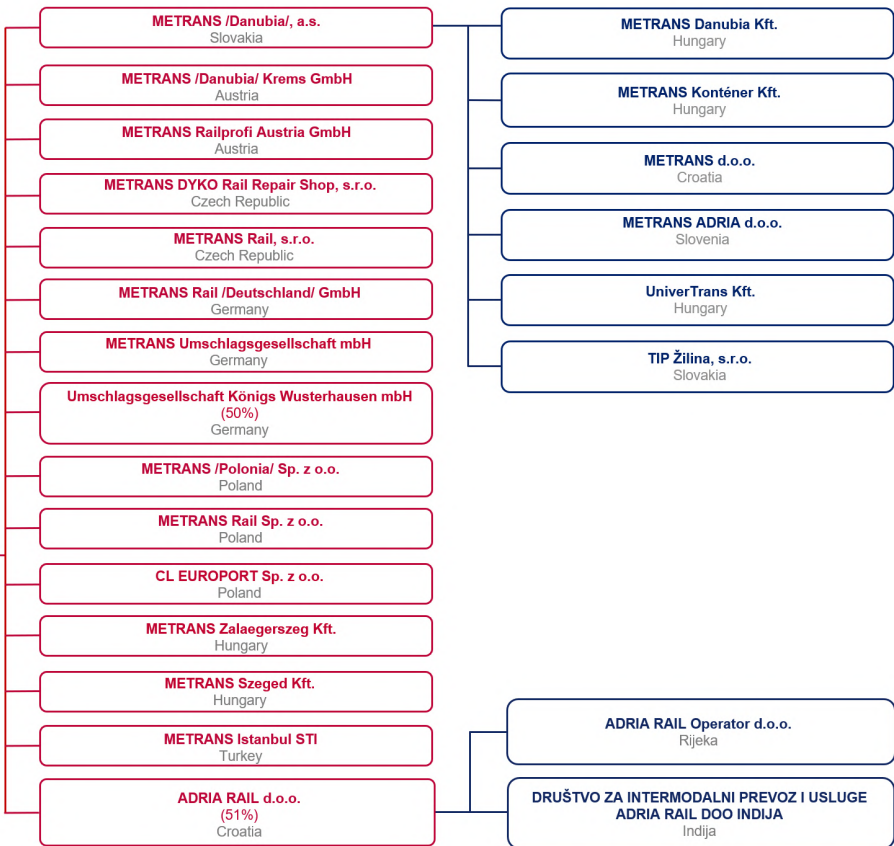 METRANS /Danubia/, a.s.
Slovakia
METRANS /Danubia/ Krems GmbH
Austria
METRANS Railprofi Austria GmbH
Austria
METRANS DYKO Rail Repair Shop, s.r.o.
Czech Republic
METRANS Rail, s.r.o.
Czech Republic
METRANS Rail /Deutschland/ GmbH
Germany
METRANS Umschlagsgesellschaft mbH
Germany
Umschlagsgesellschaft Königs Wusterhausen mbH
(50%)
Germany
METRANS /Polonia/ Sp. z o.o.
Poland
METRANS Rail Sp. z o.o.
Poland
CL EUROPORT Sp. z o.o.
Poland
METRANS Zalaegerszeg Kft.
Hungary
METRANS Szeged Kft.
Hungary
METRANS Istanbul STI
Turkey
ADRIA RAIL d.o.o.
(51%)
Croatia
METRANS Danubia Kft.
Hungary
METRANS Konténer Kft.
Hungary
METRANS d.o.o.
Croatia
METRANS ADRIA d.o.o.
Slovenia
UniverTrans Kft.
Hungary
TIP Žilina, s.r.o.
Slovakia
ADRIA RAIL Operator d.o.o.
Rijeka
DRUŠTVO ZA INTERMODALNI PREVOZ I USLUGE
ADRIA RAIL DOO INDIJA
Indija